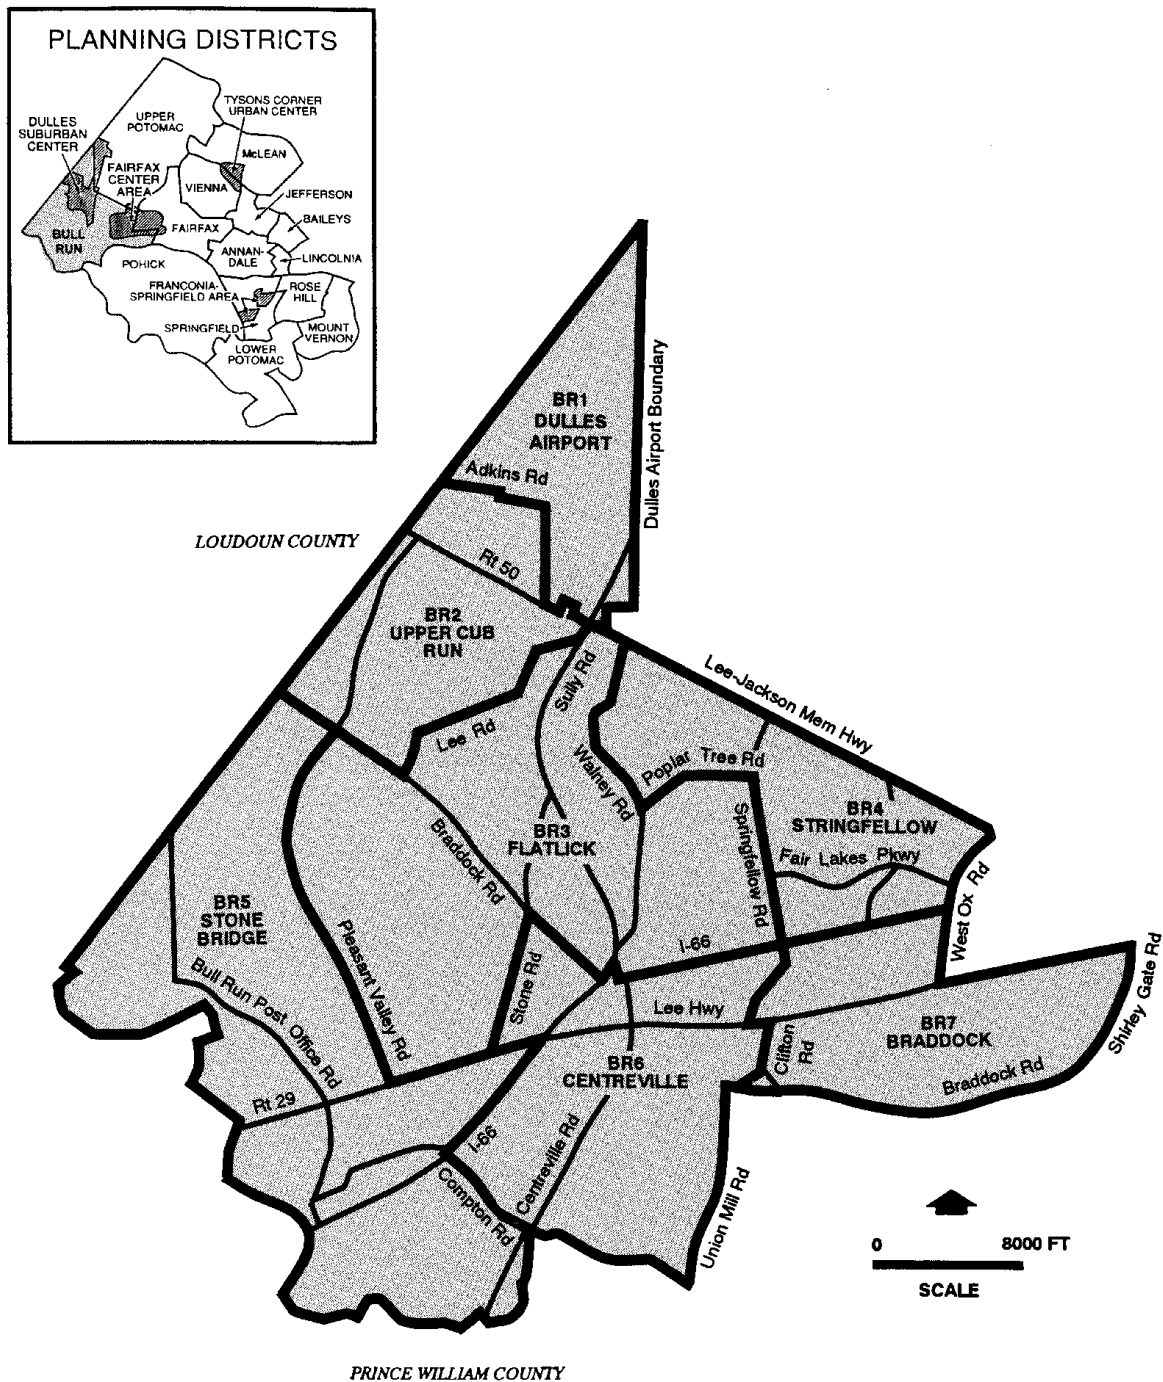 PLANNING DISTRICTS
TYSONS CORNER
URBAN CENTER
UPPER
POTOMAC
DULLES
SUBURBAN
CENTER
McLEAN
FAIRFAX
CENTER
AREA
VIENNA
JEFFERSON
BAILEYS
BULL
RUN
FAIRFAX
ANNAN-
DALE
LINCOLNIA
POHICK
FRANCONIA-
SPRINGFIELD AREA
ROSE
HILL
SPRINGFIELD
MOUNT
VERNON
LOWER
POTOMAC
Dulles Airport Boundary
BR1
DULLES
AIRPORT
Adkins Rd
LOUDOUN COUNTY
Rt 50
BR2
UPPER CUB
RUN
Sully Rd
Lee-Jackson Mem Hwy
Lee Rd
Walney Rd
Poplar Tree Rd
BR4
STRINGFELLOW
Springfellow Rd
BR3
FLATLICK
Braddock Rd
Fair Lakes Pkwy
West Ox Rd
BR5
STONE
BRIDGE
Pleasant Valley Rd
I-66
Stone Rd
Bull Run Post Office Rd
Lee Hwy
Shirley Gate Rd
BR7
BRADDOCK
Clifton
Rd
BR6
CENTREVILLE
Braddock Rd
Rt 29
I-66
Centreville Rd
Compton Rd
Union Mill Rd
0 8000 FT
SCALE
PRINCE WILLIAM COUNTY